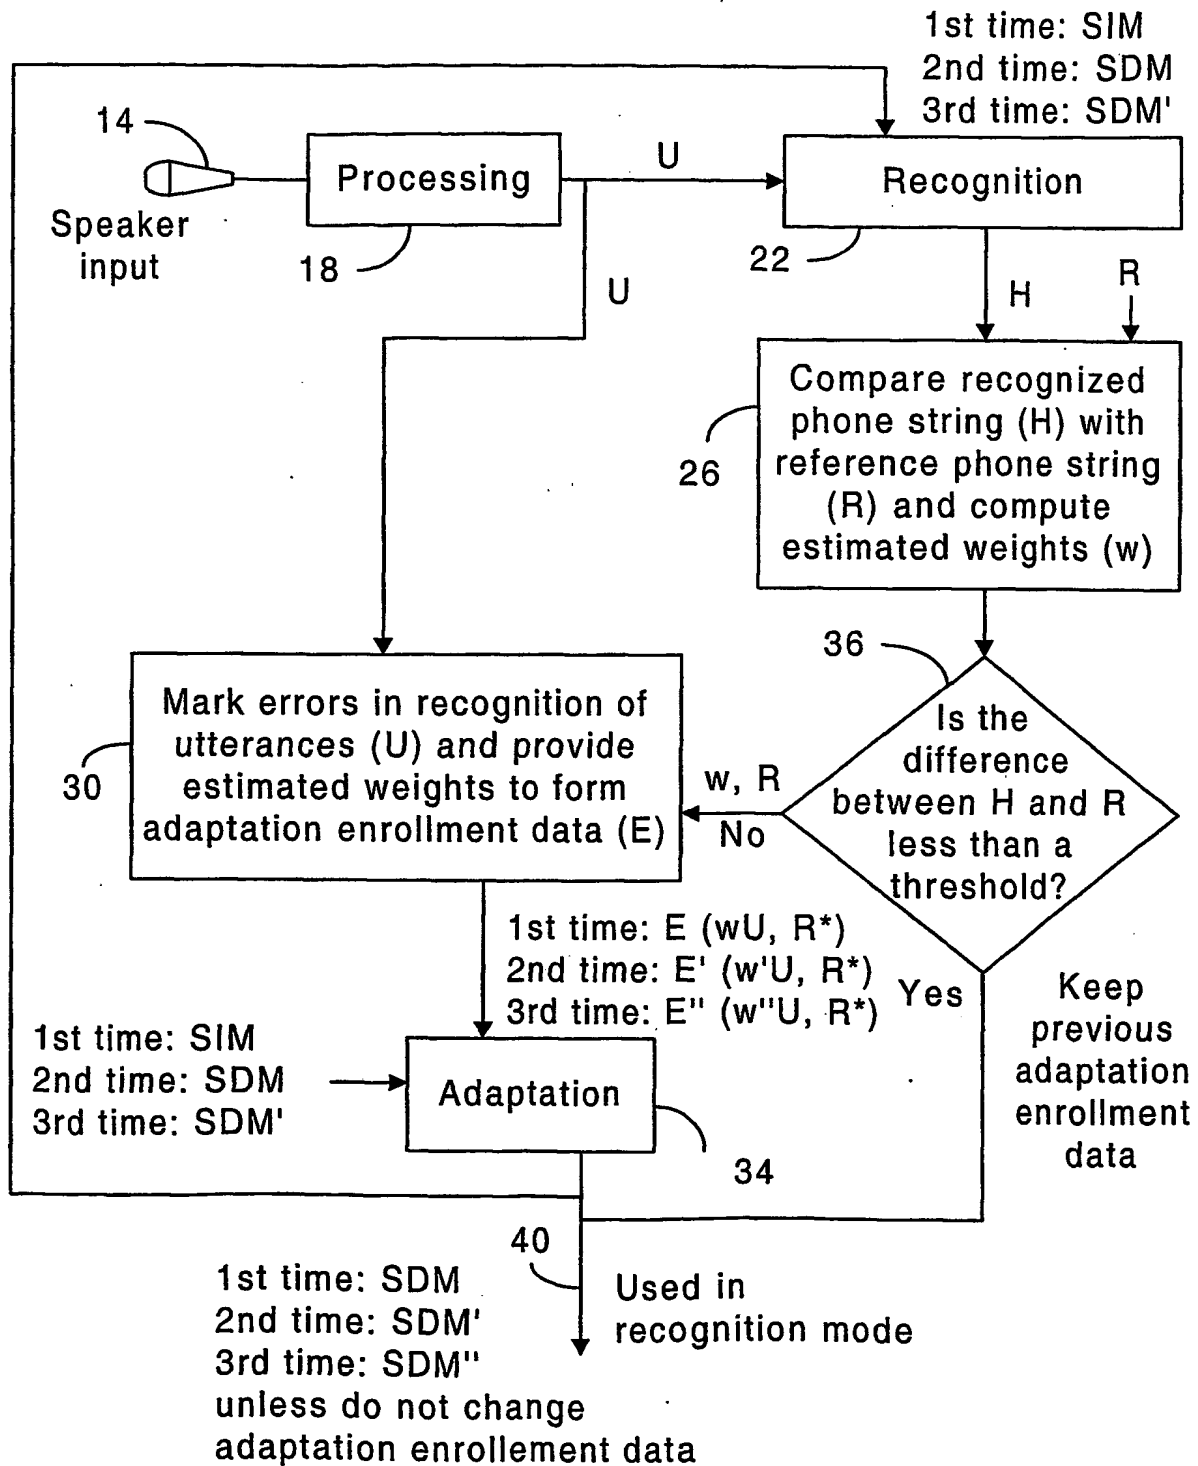 1st time: SIM
2nd time: SDM
3rd time: SDM'
14
Processing
U
Recognition
Speaker
input
18
22
U
H
R
Compare recognized
phone string (H) with
reference phone string
(R) and compute
estimated weights (w)
26
36
Mark errors in recognition of
utterances (U) and provide
estimated weights to form
adaptation enrollment data (E)
30
w, R
No
Is the
difference
between H and R
less than a
threshold?
1st time: E (wU, R*)
2nd time: E' (w'U, R*)
3rd time: E" (w"U, R*)
Yes
Keep
previous
adaptation
enrollment
data
1st time: SIM
2nd time: SDM
3rd time: SDM'
Adaptation
34
40
1st time: SDM
2nd time: SDM'
3rd time: SDM"
unless do not change
adaptation enrollement data
Used in
recognition mode